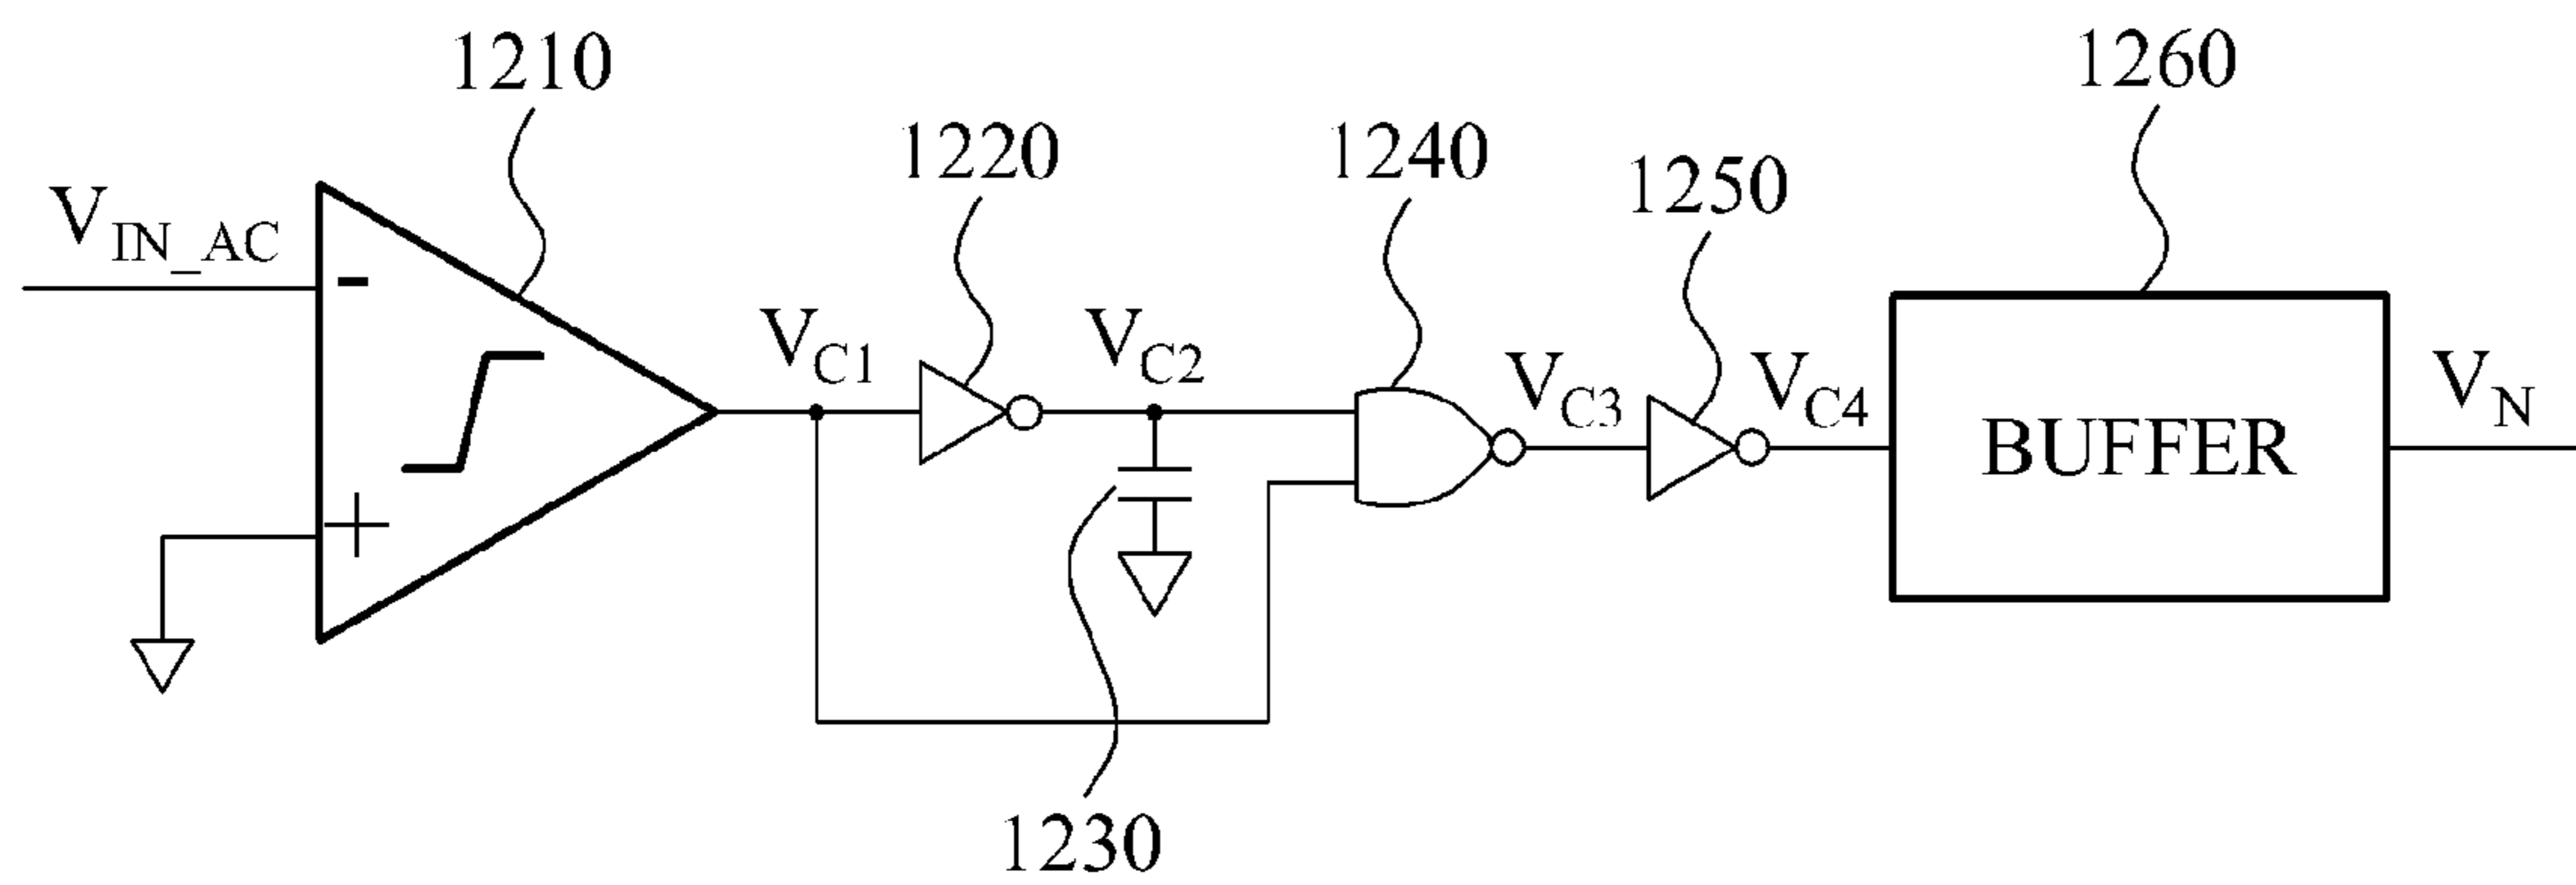 1210
1260
1220
1240
1250
V_IN_AC
-
+
V_C1
V_C2
V_C3
V_C4
BUFFER
V_N
1230